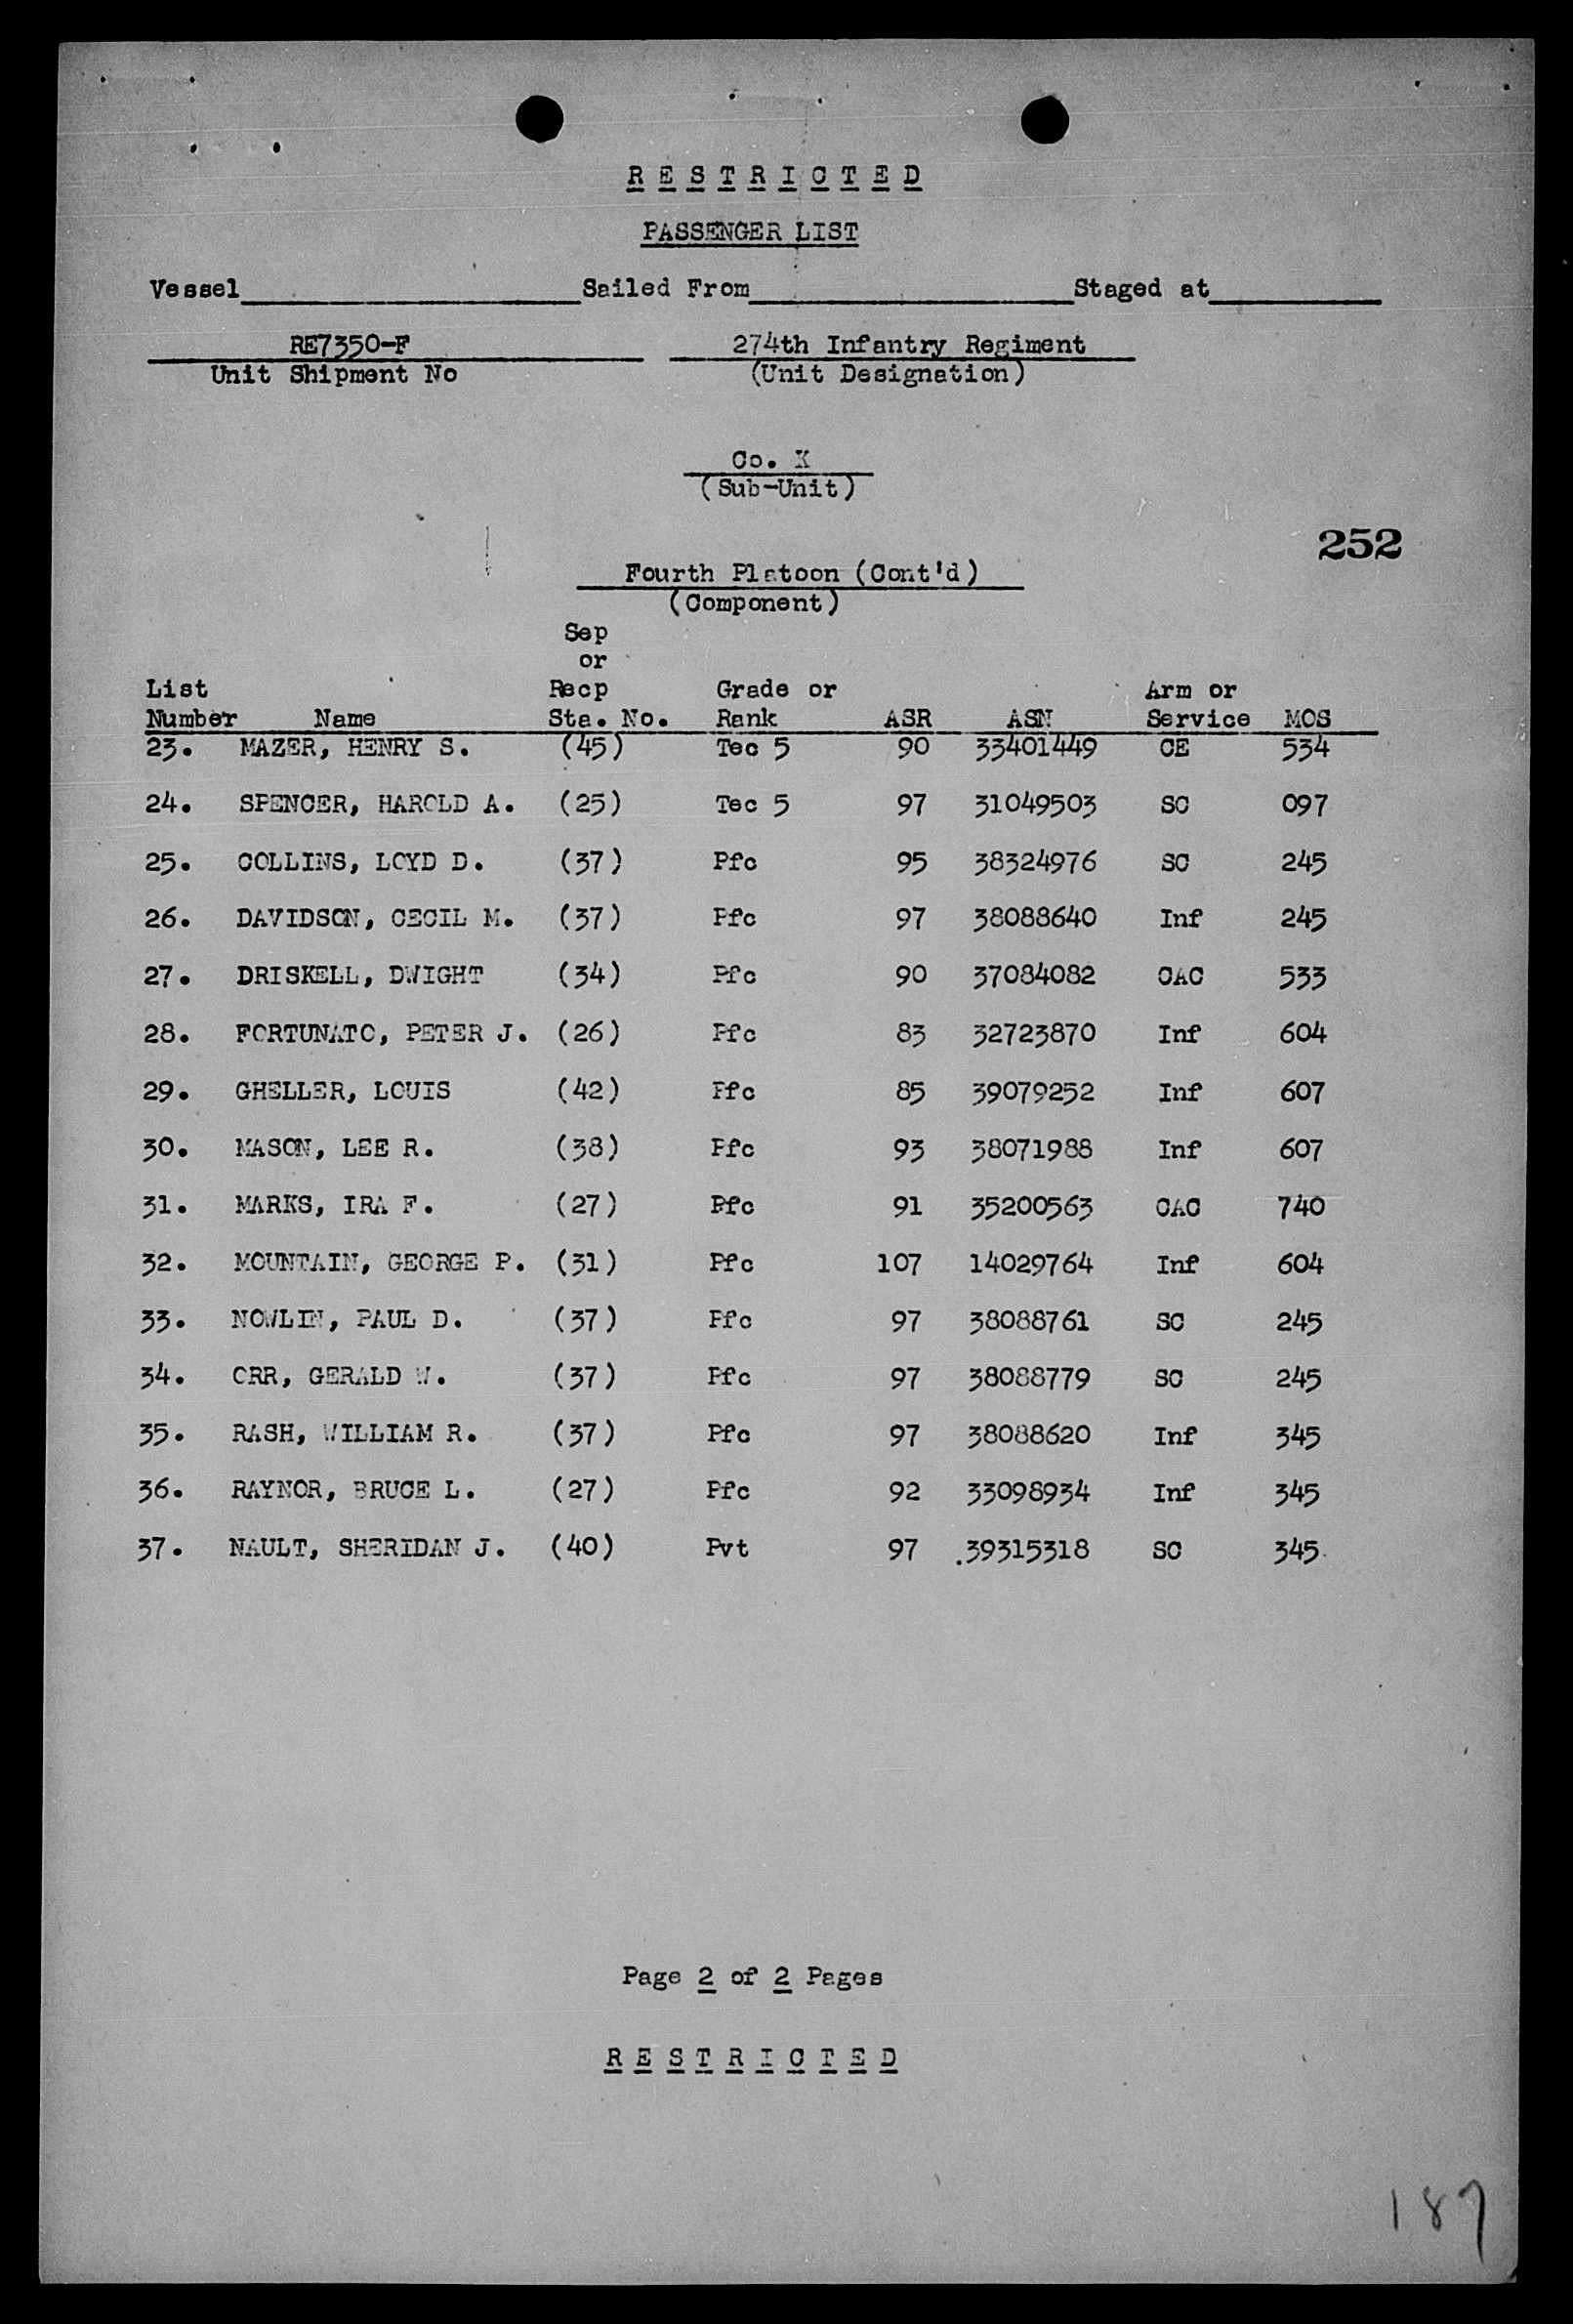 RESTRICTED
PASSENGER LIST
Vessel Sailed From Staged at
RE7350-F 274th Infantry Regiment
Unit Shipment No (Unit Designation)
Co. K
(Sub-Unit)
252
Fourth Platoon (Cont'd)
(Component)
Sep
or
List Recp Grade or Arm or
Number Name Sta. No. Rank ASR ASN Service MOS
23. MAZER, HENRY S. (45) Tec 5 90 33401449 CE 534
24. SPENCER, HAROLD A. (25) Tec 5 97 31049503 SC 097
25. COLLINS, LOYD D. (37) Pfc 95 38324976 SC 245
26. DAVIDSON, CECIL M. (37) Pfc 97 38088640 Inf 245
27. DRISKELL, DWIGHT (34) Pfc 90 37084082 CAC 533
28. FORTUNATO, PETER J. (26) Pfc 83 32723870 Inf 604
29. GHELLER, LOUIS (42) Pfc 85 39079252 Inf 607
30. MASON, LEE R. (38) Pfc 93 38071988 Inf 607
31. MARKS, IRA F. (27) Pfc 91 35200563 CAC 740
32. MOUNTAIN, GEORGE P. (31) Pfc 107 14029764 Inf 604
33. NOWLIN, PAUL D. (37) Pfc 97 38088761 SC 245
34. ORR, GERALD W. (37) Pfc 97 38088779 SC 245
35. RASH, WILLIAM R. (37) Pfc 97 38088620 Inf 345
36. RAYNOR, BRUCE L. (27) Pfc 92 33098934 Inf 345
37. NAULT, SHERIDAN J. (40) Pvt 97 39315318 SC 345
Page 2 of 2 Pages
RESTRICTED
187